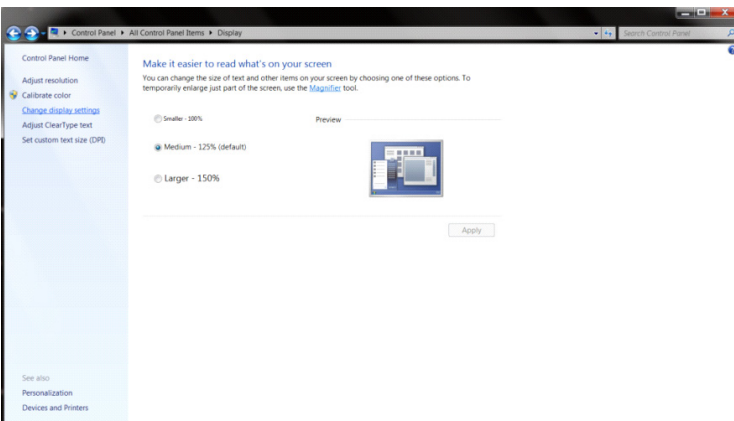 Control Panel ▸ All Control Panel Items ▸ Display
Search Control Panel
Control Panel Home
Adjust resolution
Calibrate color
Change display settings
Adjust ClearType text
Set custom text size (DPI)
See also
Personalization
Devices and Printers
Make it easier to read what's on your screen
You can change the size of text and other items on your screen by choosing one of these options. To
temporarily enlarge just part of the screen, use the Magnifier tool.
Smaller - 100%
Preview
Medium - 125% (default)
Larger - 150%
Apply